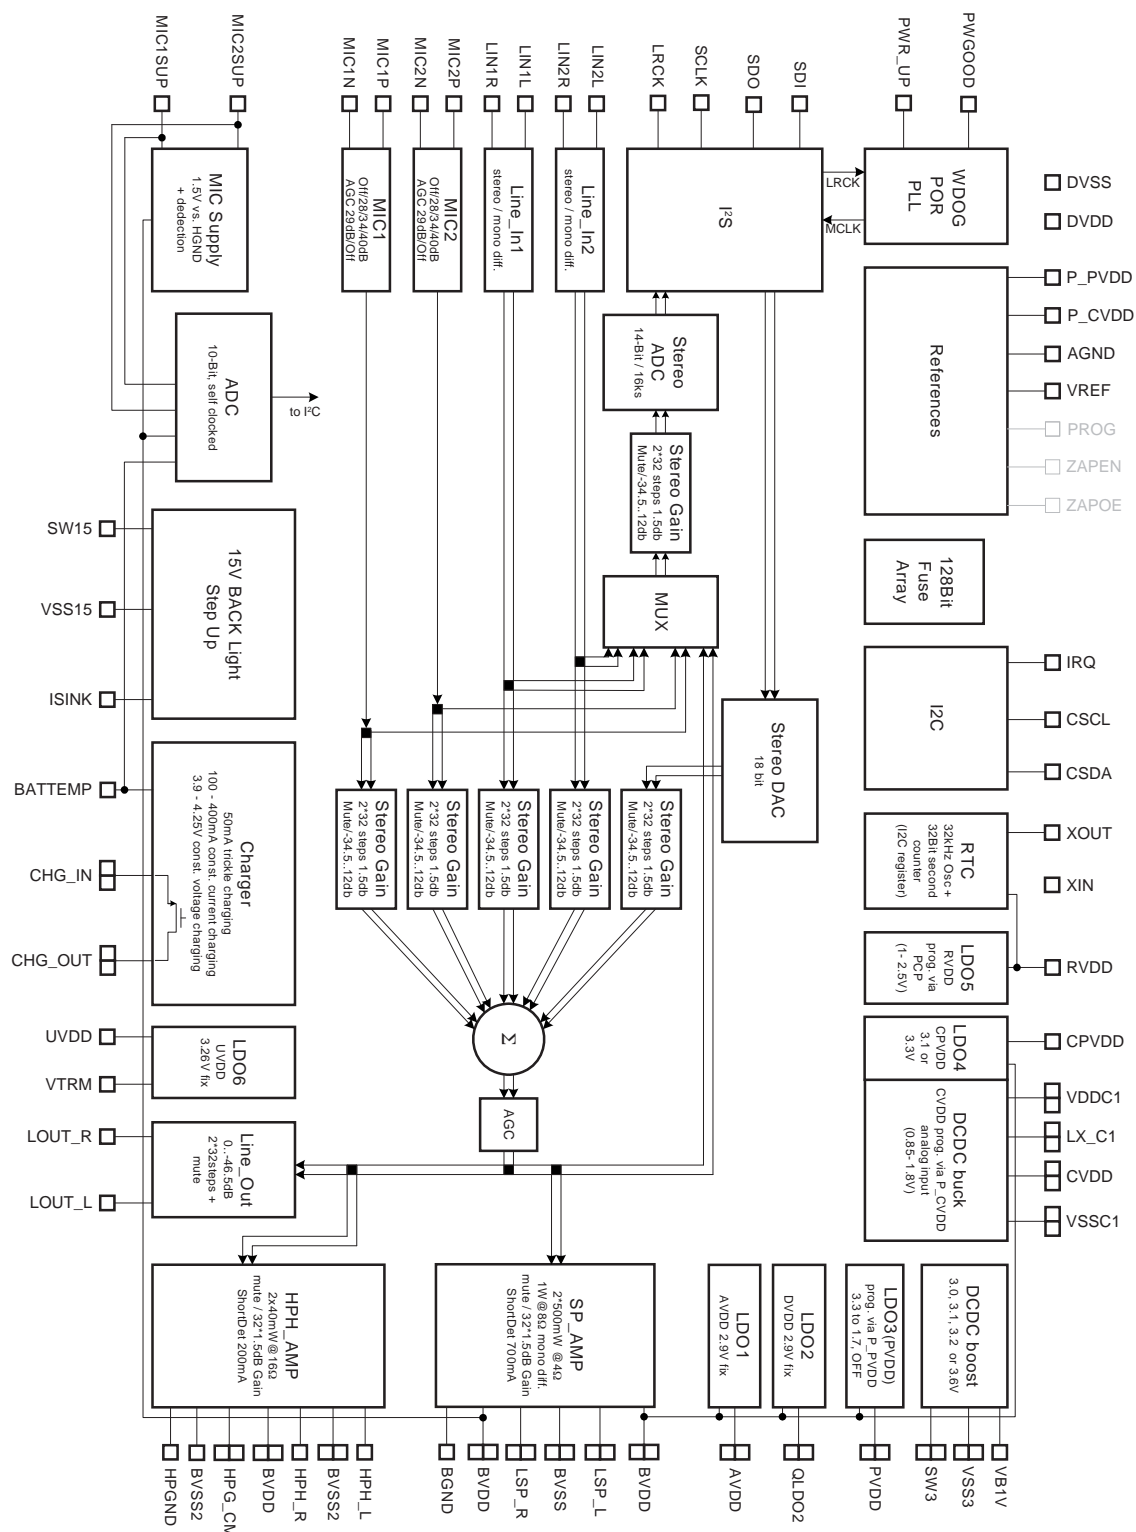 MIC1SUP
MIC2SUP
MIC1N
MIC1P
MIC2N
MIC2P
LIN1R
LIN1L
LIN2R
LIN2L
LRCK
SCLK
SDO
SDI
PWR_UP
PWGOOD
MIC Supply
1.5V vs. HGND
+ dedection
MIC1
Off/28/34/40dB
AGC 29dB/Off
MIC2
Off/28/34/40dB
AGC 29dB/Off
Line_In1
stereo / mono diff.
Line_In2
stereo / mono diff.
I²S
LRCK
MCLK
WDOG
POR
PLL
DVSS
DVDD
P_PVDD
P_CVDD
AGND
VREF
PROG
ZAPEN
ZAPOE
References
ADC
10-Bit, self clocked
to I²C
Stereo
ADC
14-Bit / 16ks
Stereo Gain
2*32 steps 1.5db
Mute/-34.5..12db
MUX
128Bit
Fuse
Array
SW15
VSS15
ISINK
15V BACK Light
Step Up
I2C
IRQ
CSCL
CSDA
Stereo DAC
18 bit
BATTEMP
CHG_IN
CHG_OUT
Charger
50mA trickle charging
100 - 400mA const. current charging
3.9 - 4.25V const. voltage charging
Stereo Gain
2*32 steps 1.5db
Mute/-34.5..12db
Stereo Gain
2*32 steps 1.5db
Mute/-34.5..12db
Stereo Gain
2*32 steps 1.5db
Mute/-34.5..12db
Stereo Gain
2*32 steps 1.5db
Mute/-34.5..12db
Stereo Gain
2*32 steps 1.5db
Mute/-34.5..12db
RTC
32kHz Osc +
32Bit second
counter
(I2C register)
XOUT
XIN
LDO5
RVDD
prog. via
PCP
(1- 2.5V)
RVDD
UVDD
VTRM
LDO6
UVDD
3.26V fix
Σ
AGC
LDO4
CPVDD
3.1 or
3.3V
CPVDD
DCDC buck
CVDD prog. via P_CVDD
analog input
(0.85- 1.8V)
VDDC1
LX_C1
CVDD
VSSC1
LOUT_R
LOUT_L
Line_Out
0..-46.5dB
2*32steps +
mute
HPH_AMP
2x40mW@16Ω
mute / 32*1.5dB Gain
ShortDet 200mA
SP_AMP
2*500mW @4Ω
1W@8Ω mono diff.
mute / 32*1.5dB Gain
ShortDet 700mA
LDO1
AVDD 2.9V fix
LDO2
DVDD 2.9V fix
LDO3(PVDD)
prog. via P_PVDD
3.3 to 1.7, OFF
DCDC boost
3.0, 3.1, 3.2 or 3.6V
HPGND
BVSS2
HPG_CM
BVDD
HPH_R
BVSS2
HPH_L
BGND
BVDD
LSP_R
BVSS
LSP_L
BVDD
AVDD
QLDO2
PVDD
SW3
VSS3
VB1V